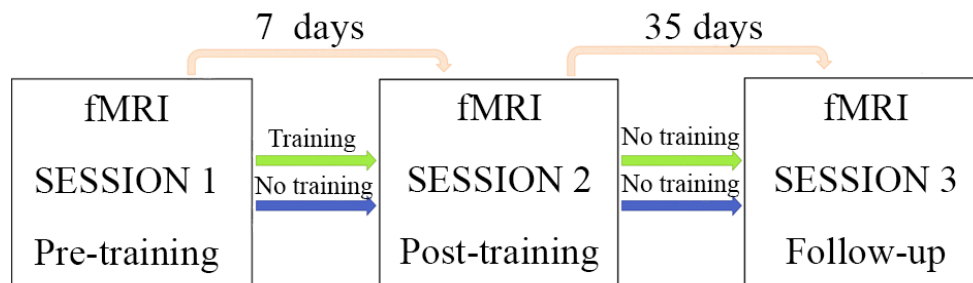 7 days
35 days
fMRI
SESSION 1
Pre-training
Training
No training
fMRI
SESSION 2
Post-training
No training
No training
fMRI
SESSION 3
Follow-up